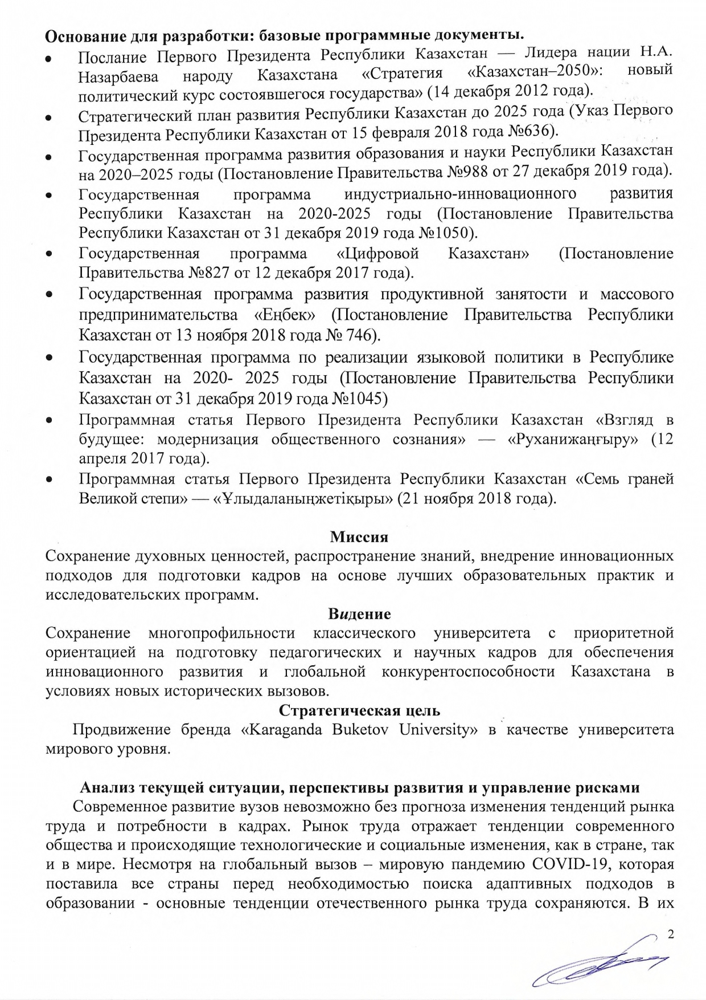 Основание для разработки: базовые программные документы.
• Послание Первого Президента Республики Казахстан — Лидера нации Н.А.
Назарбаева народу Казахстана «Стратегия «Казахстан–2050»: новый
политический курс состоявшегося государства» (14 декабря 2012 года).
• Стратегический план развития Республики Казахстан до 2025 года (Указ Первого
Президента Республики Казахстан от 15 февраля 2018 года №636).
• Государственная программа развития образования и науки Республики Казахстан
на 2020–2025 годы (Постановление Правительства №988 от 27 декабря 2019 года).
• Государственная программа индустриально-инновационного развития
Республики Казахстан на 2020-2025 годы (Постановление Правительства
Республики Казахстан от 31 декабря 2019 года №1050).
• Государственная программа «Цифровой Казахстан» (Постановление
Правительства №827 от 12 декабря 2017 года).
• Государственная программа развития продуктивной занятости и массового
предпринимательства «Еңбек» (Постановление Правительства Республики
Казахстан от 13 ноября 2018 года № 746).
• Государственная программа по реализации языковой политики в Республике
Казахстан на 2020- 2025 годы (Постановление Правительства Республики
Казахстан от 31 декабря 2019 года №1045)
• Программная статья Первого Президента Республики Казахстан «Взгляд в
будущее: модернизация общественного сознания» — «Руханижаңғыру» (12
апреля 2017 года).
• Программная статья Первого Президента Республики Казахстан «Семь граней
Великой степи» — «Ұлыдаланыңжетіқыры» (21 ноября 2018 года).
Миссия
Сохранение духовных ценностей, распространение знаний, внедрение инновационных
подходов для подготовки кадров на основе лучших образовательных практик и
исследовательских программ.
Видение
Сохранение многопрофильности классического университета с приоритетной
ориентацией на подготовку педагогических и научных кадров для обеспечения
инновационного развития и глобальной конкурентоспособности Казахстана в
условиях новых исторических вызовов.
Стратегическая цель
Продвижение бренда «Karaganda Buketov University» в качестве университета
мирового уровня.
Анализ текущей ситуации, перспективы развития и управление рисками
Современное развитие вузов невозможно без прогноза изменения тенденций рынка
труда и потребности в кадрах. Рынок труда отражает тенденции современного
общества и происходящие технологические и социальные изменения, как в стране, так
и в мире. Несмотря на глобальный вызов – мировую пандемию COVID-19, которая
поставила все страны перед необходимостью поиска адаптивных подходов в
образовании - основные тенденции отечественного рынка труда сохраняются. В их
2